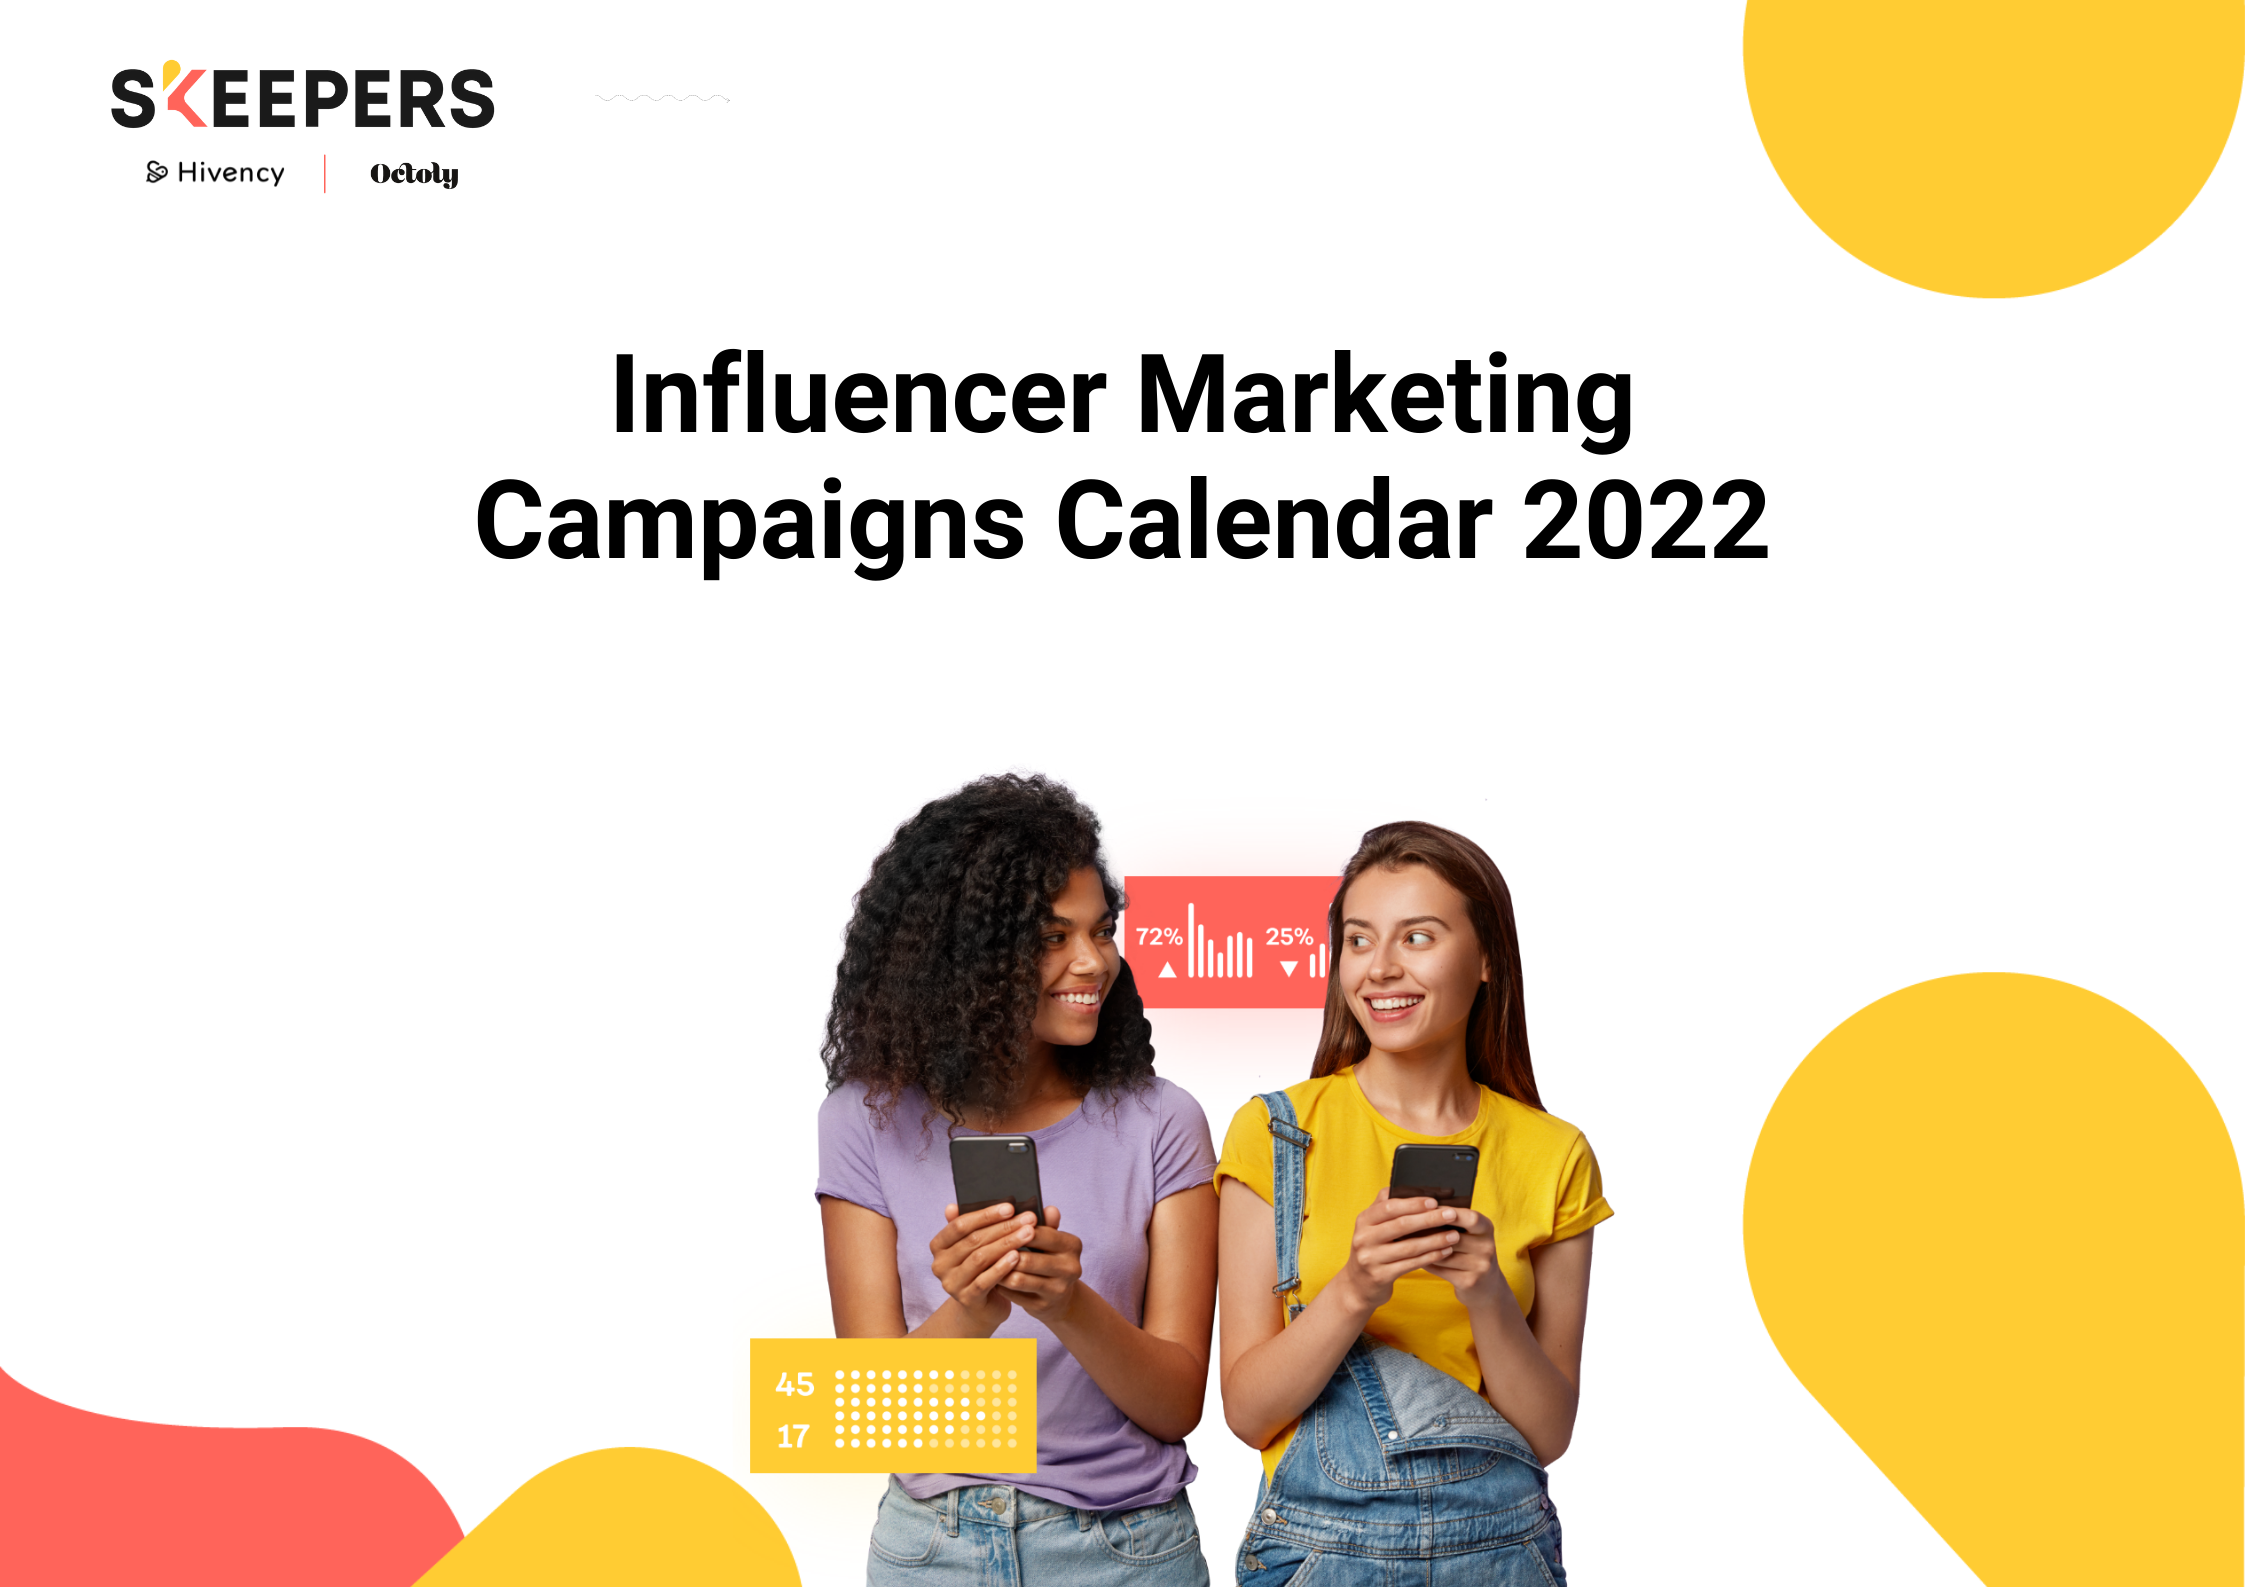 SKEEPERS
Hivency
Octoly
Influencer Marketing
Campaigns Calendar 2022
72%
25%
45
17